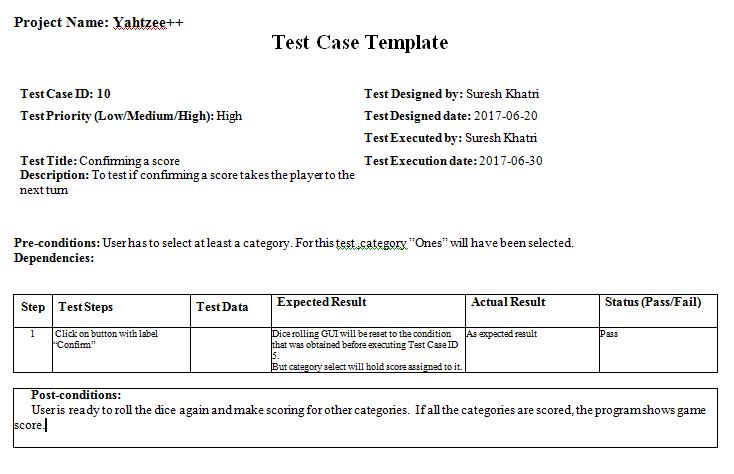 Project Name: Yahtzee++
Test Case Template
Test Case ID: 10
Test Designed by: Suresh Khatri
Test Priority (Low/Medium/High): High
Test Designed date: 2017-06-20
Test Executed by: Suresh Khatri
Test Title: Confirming a score
Test Execution date: 2017-06-30
Description: To test if confirming a score takes the player to the
next turn
Pre-conditions: User has to select at least a category. For this test ,category "Ones" will have been selected.
Dependencies:
Step Test Steps Test Data Expected Result Actual Result Status (Pass/Fail)
1 Click on button with label
"Confirm"
Dice rolling GUI will be reset to the condition
that was obtained before executing Test Case ID
5.
But category select will hold score assigned to it.
As expected result
Pass
Post-conditions:
User is ready to roll the dice again and make scoring for other categories. If all the categories are scored, the program shows game
score.